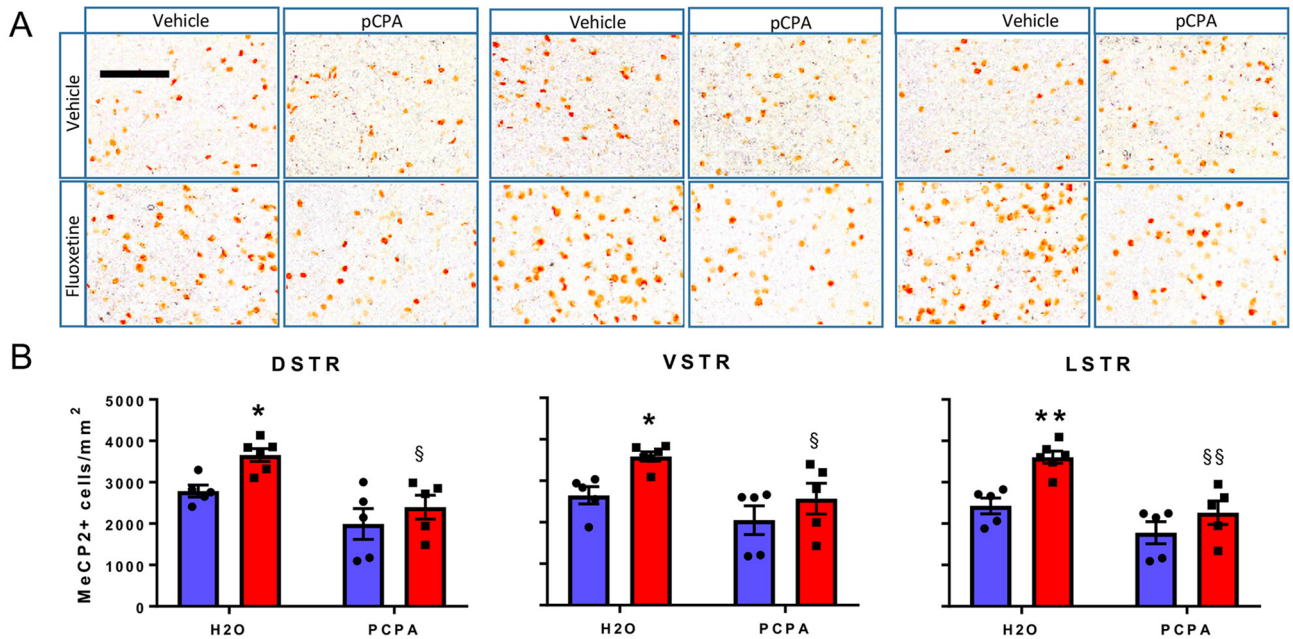 A
Vehicle pCPA Vehicle pCPA Vehicle pCPA
Vehicle
Fluoxetine
B
DSTR VSTR LSTR
MeCP2+ cells/mm²
5000
4000
3000
2000
1000
0
* § * § ** §§
H2O PCPA H2O PCPA H2O PCPA